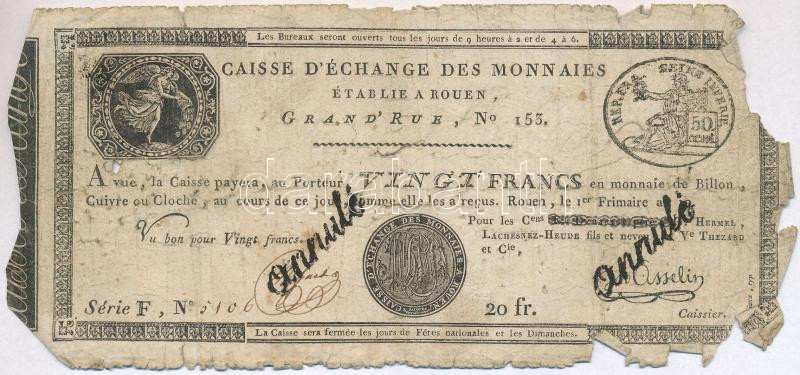 Les Bureaux seront ouverts tous les jours de 9 heures à 2 et de 4 à 6.
CAISSE D'ÉCHANGE DES MONNAIES
ÉTABLIE A ROUEN,
GRAND'RUE, No 153.
REP. FRA. SEINE INFER.
50
CENT.
A vue, la Caisse payera, au Porteur, VINGT FRANCS en monnaie de Billon,
Cuivre ou Cloche, au cours de ce jour, comme elle les a reçus. Rouen, le 1er Frimaire a
Pour les Cens HERMEL,
Vu bon pour Vingt francs.
LACHESNEZ-HEUDE fils et neveu, Ve THEZARD
et Cie,
annulé
annulé
CAISSE D'ÉCHANGE DES MONNAIES A ROUEN
Asselin
Série F, No 5106
20 fr.
Caissier.
La Caisse sera fermée les jours de Fêtes nationales et les Dimanches.